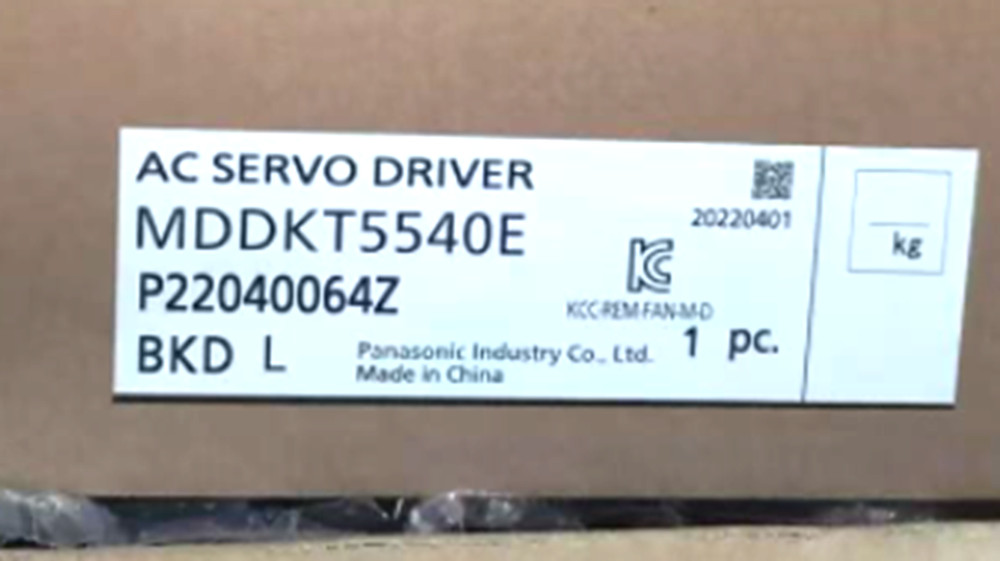 AC SERVO DRIVER
MDDKT5540E
20220401
P22040064Z
KC
KCC-REM-FAN-M-D
BKD L
1 pc.
Panasonic Industry Co., Ltd.
Made in China
kg